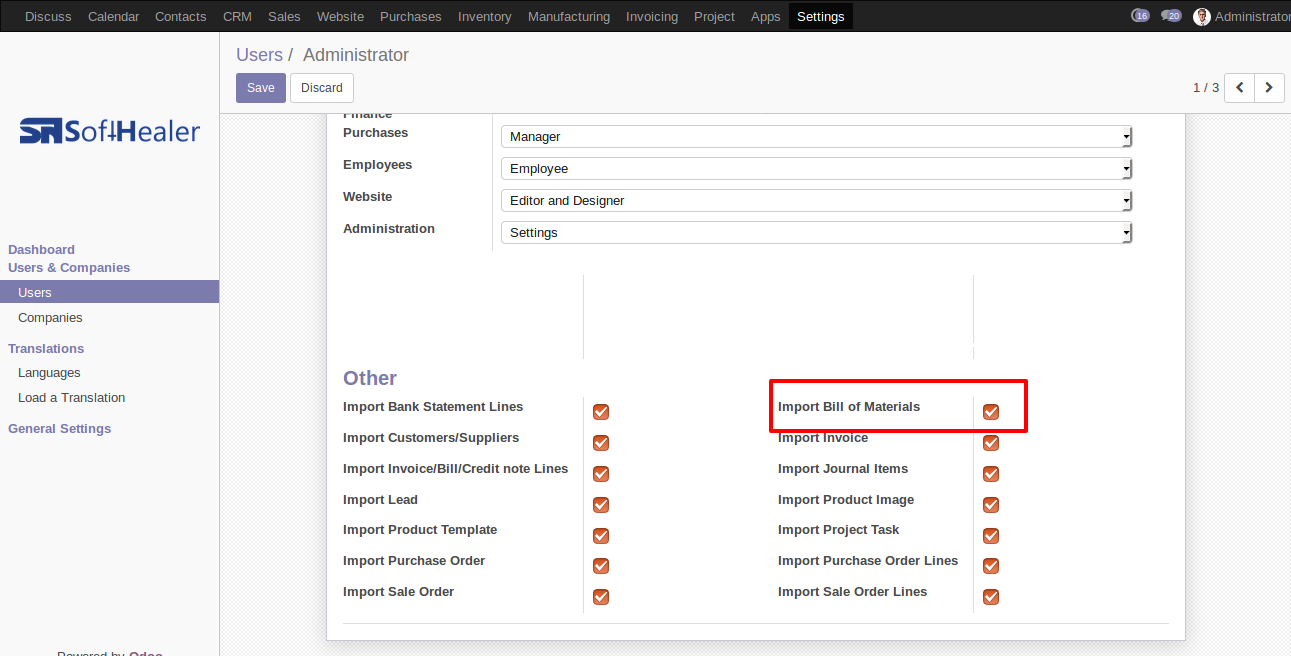 Discuss Calendar Contacts CRM Sales Website Purchases Inventory Manufacturing Invoicing Project Apps Settings 16 20 Administrator
Users / Administrator
Save Discard 1 / 3
SoftHealer
Dashboard
Users & Companies
Users
Companies
Translations
Languages
Load a Translation
General Settings
Powered by Odoo
Finance
Purchases Manager
Employees Employee
Website Editor and Designer
Administration Settings
Other
Import Bank Statement Lines Import Bill of Materials
Import Customers/Suppliers Import Invoice
Import Invoice/Bill/Credit note Lines Import Journal Items
Import Lead Import Product Image
Import Product Template Import Project Task
Import Purchase Order Import Purchase Order Lines
Import Sale Order Import Sale Order Lines